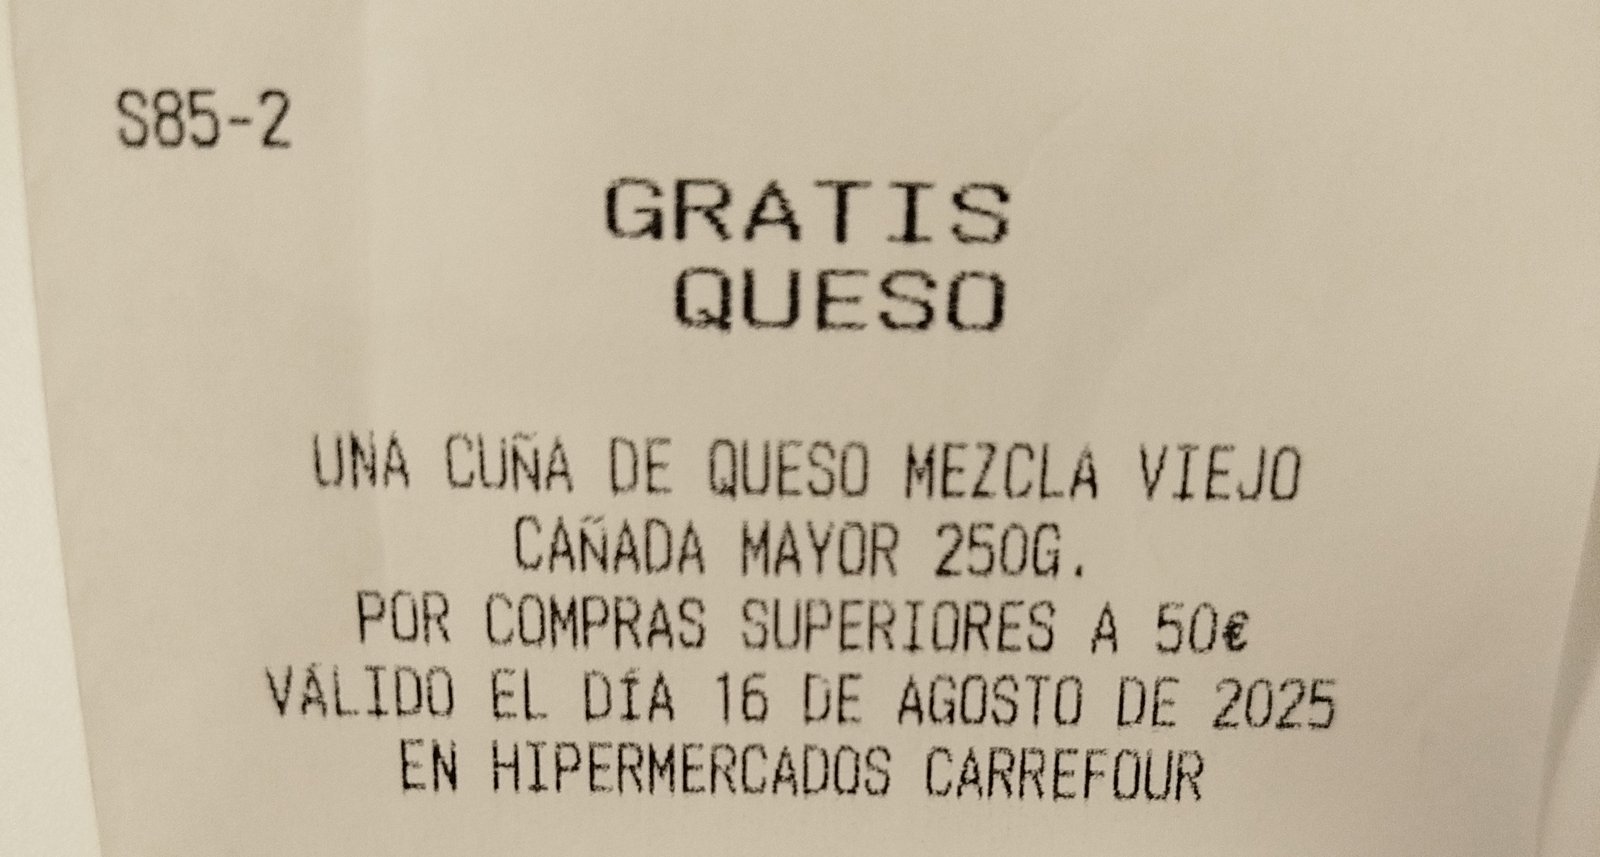 S85-2
GRATIS
QUESO
UNA CUÑA DE QUESO MEZCLA VIEJO
CAÑADA MAYOR 250G.
POR COMPRAS SUPERIORES A 50€
VÁLIDO EL DÍA 16 DE AGOSTO DE 2025
EN HIPERMERCADOS CARREFOUR